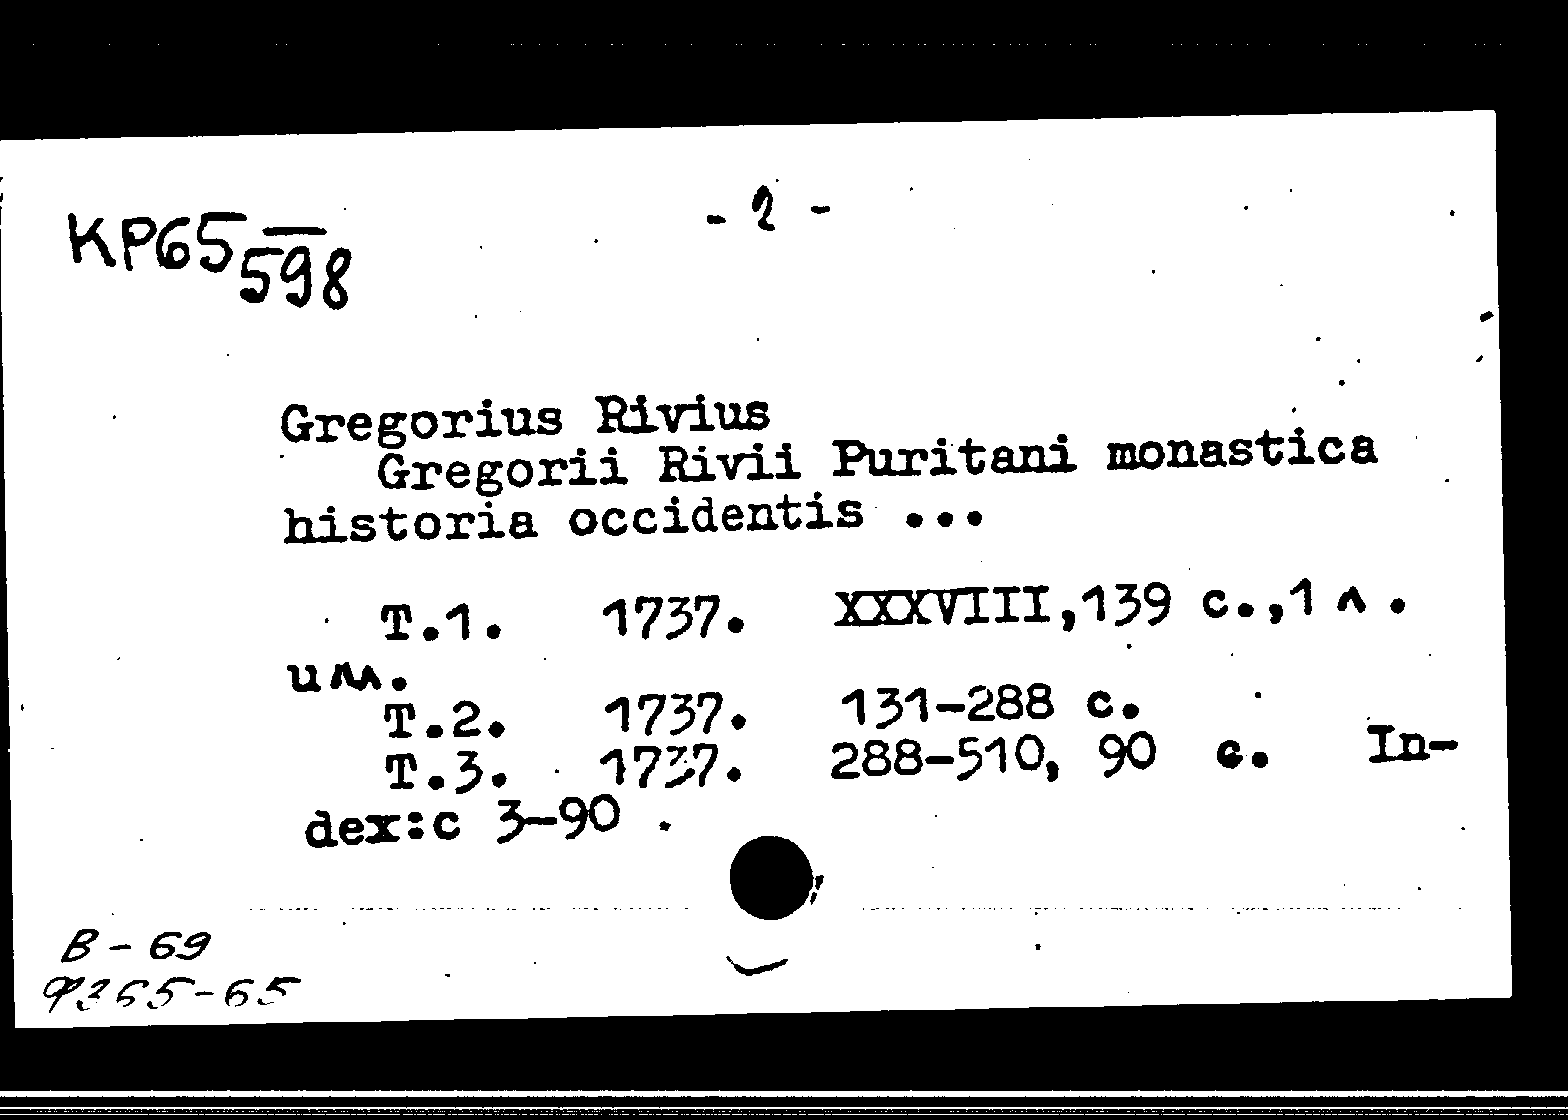 - 2 -
КР65 598
Gregorius Rivius
Gregorii Rivii Puritani monastica
historia occidentis ...
T.1. 1737. XXXVIII,139 с.,1 л.
илл.
T.2. 1737. 131-288 с.
T.3. 1737. 288-510, 90 с. In-
dex:c 3-90 .
В - 69
9365-65